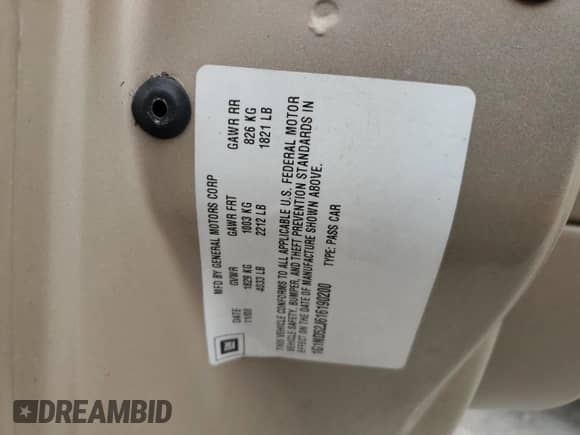 MFD BY GENERAL MOTORS CORP
DATE GVWR GAWR FRT GAWR RR
11/00 1829 KG 1003 KG 826 KG
4033 LB 2212 LB 1821 LB
THIS VEHICLE CONFORMS TO ALL APPLICABLE U.S. FEDERAL MOTOR
VEHICLE SAFETY, BUMPER, AND THEFT PREVENTION STANDARDS IN
EFFECT ON THE DATE OF MANUFACTURE SHOWN ABOVE.
1G1ND52J616190200 TYPE: PASS CAR
GM
DREAMBID